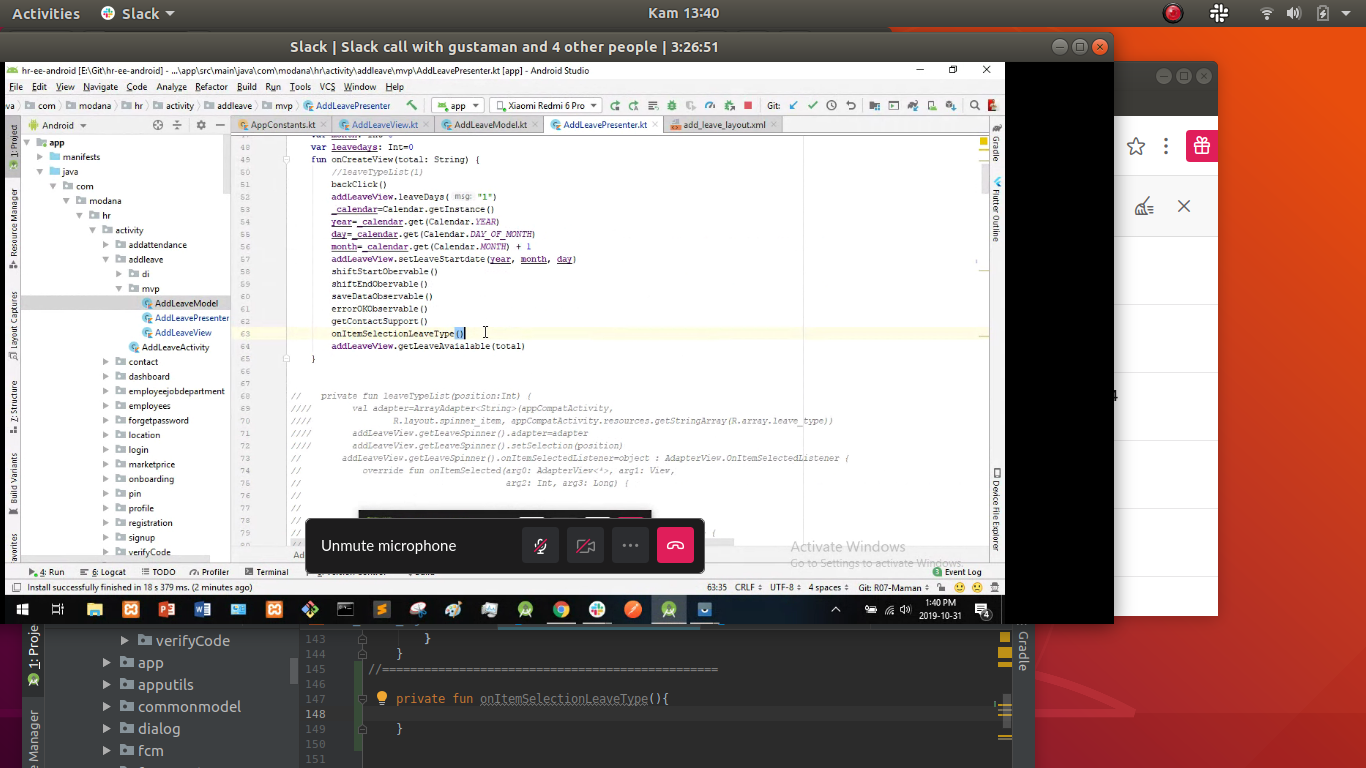 Activities
Slack
Kam 13:40
Slack | Slack call with gustaman and 4 other people | 3:26:51
hr-ee-android [E:\Git\hr-ee-android] - ...\app\src\main\java\com\modana\hr\activity\addleave\mvp\AddLeavePresenter.kt [app] - Android Studio
File Edit View Navigate Code Analyze Refactor Build Run Tools VCS Window Help
va com modana hr activity addleave mvp AddLeavePresenter app Xiaomi Redmi 6 Pro Git:
Android
AppConstants.kt AddLeaveView.kt AddLeaveModel.kt AddLeavePresenter.kt add_leave_layout.xml
app
manifests
java
com
modana
hr
activity
addattendance
addleave
di
mvp
AddLeaveModel
AddLeavePresenter
AddLeaveView
AddLeaveActivity
contact
dashboard
employeejobdepartment
employees
forgetpassword
location
login
marketprice
onboarding
pin
profile
registration
signup
verifyCode
1: Project
Resource Manager
Layout Captures
Z: Structure
Build Variants
avorites
48 var leavedays: Int=0
49 fun onCreateView(total: String) {
50 //leaveTypeList(1)
51 backClick()
52 addLeaveView.leaveDays( msg: "1")
53 _calendar=Calendar.getInstance()
54 year=_calendar.get(Calendar.YEAR)
55 day=_calendar.get(Calendar.DAY_OF_MONTH)
56 month=_calendar.get(Calendar.MONTH) + 1
57 addLeaveView.setLeaveStartdate(year, month, day)
58 shiftStartObervable()
59 shiftEndObervable()
60 saveDataObservable()
61 errorOKObservable()
62 getContactSupport()
63 onItemSelectionLeaveType()
64 addLeaveView.getLeaveAvaialable(total)
65 }
66
67
68 // private fun leaveTypeList(position:Int) {
69 //// val adapter=ArrayAdapter<String>(appCompatActivity,
70 //// R.layout.spinner_item, appCompatActivity.resources.getStringArray(R.array.leave_type))
71 //// addLeaveView.getLeaveSpinner().adapter=adapter
72 //// addLeaveView.getLeaveSpinner().setSelection(position)
73 // addLeaveView.getLeaveSpinner().onItemSelectedListener=object : AdapterView.OnItemSelectedListener {
74 // override fun onItemSelected(arg0: AdapterView<*>, arg1: View,
75 // arg2: Int, arg3: Long) {
76 //
77 //
78 //
79 //
80 //
Gradle
Flutter Outline
Device File Explorer
Unmute microphone
Activate Windows
Go to Settings to activate Windows.
4: Run 6: Logcat TODO Profiler Terminal Event Log
Install successfully finished in 18 s 379 ms. (2 minutes ago)
63:35 CRLF UTF-8 4 spaces Git: R07-Maman
1:40 PM
2019-10-31
4
verifyCode
app
apputils
commonmodel
dialog
fcm
1: Proje
e Manager
143 }
144 }
145 //================================================
146
147 private fun onItemSelectionLeaveType(){
148
149 }
150
151
Gradle